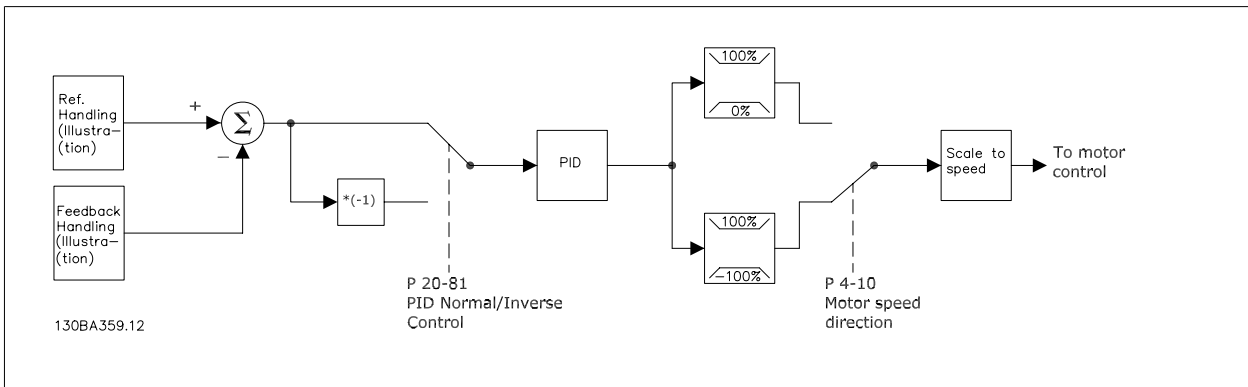 Ref.
Handling
(Illustra-
(tion)
+
Σ
−
Feedback
Handling
(Illustra-
(tion)
*(-1)
P 20-81
PID Normal/Inverse
Control
PID
100%
0%
100%
-100%
P 4-10
Motor speed
direction
Scale to
speed
To motor
control
130BA359.12